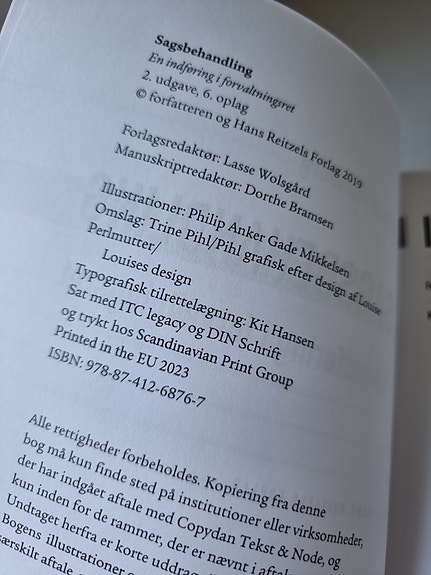 Sagsbehandling
En indføring i forvaltningsret
2. udgave, 6. oplag
© forfatteren og Hans Reitzels Forlag 2019
Forlagsredaktør: Lasse Wolsgård
Manuskriptredaktør: Dorthe Bramsen
Illustrationer: Philip Anker Gade Mikkelsen
Omslag: Trine Pihl/Pihl grafisk efter design af Louise
Perlmutter/
Louises design
Typografisk tilrettelægning: Kit Hansen
Sat med ITC legacy og DIN Schrift
og trykt hos Scandinavian Print Group
Printed in the EU 2023
ISBN: 978-87-412-6876-7
Alle rettigheder forbeholdes. Kopiering fra denne
bog må kun finde sted på institutioner eller virksomheder,
der har indgået aftale med Copydan Tekst & Node, og
kun inden for de rammer, der er nævnt i
Undtaget herfra er korte
Bogens illustrationer